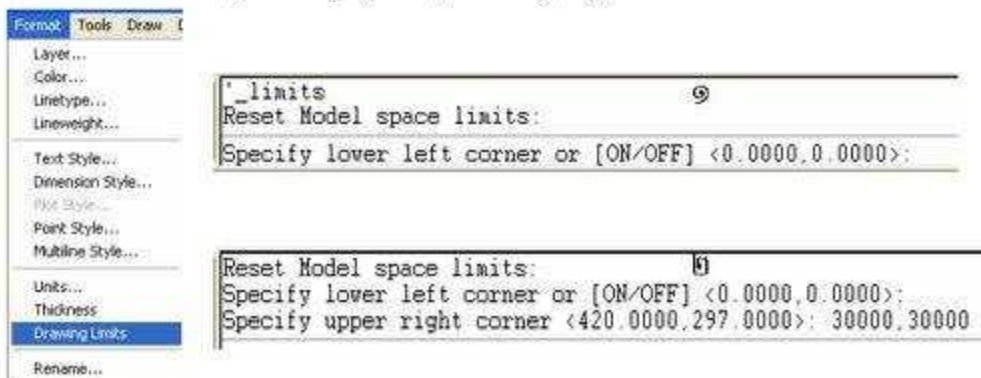 Format Tools Draw
Layer...
Color...
Linetype...
Lineweight...
Text Style...
Dimension Style...
Plot Style...
Point Style...
Multiline Style...
Units...
Thickness
Drawing Limits
Rename...
'_limits
Reset Model space limits:
Specify lower left corner or [ON/OFF] <0.0000,0.0000>:
Reset Model space limits:
Specify lower left corner or [ON/OFF] <0.0000,0.0000>:
Specify upper right corner <420.0000,297.0000>: 30000,30000